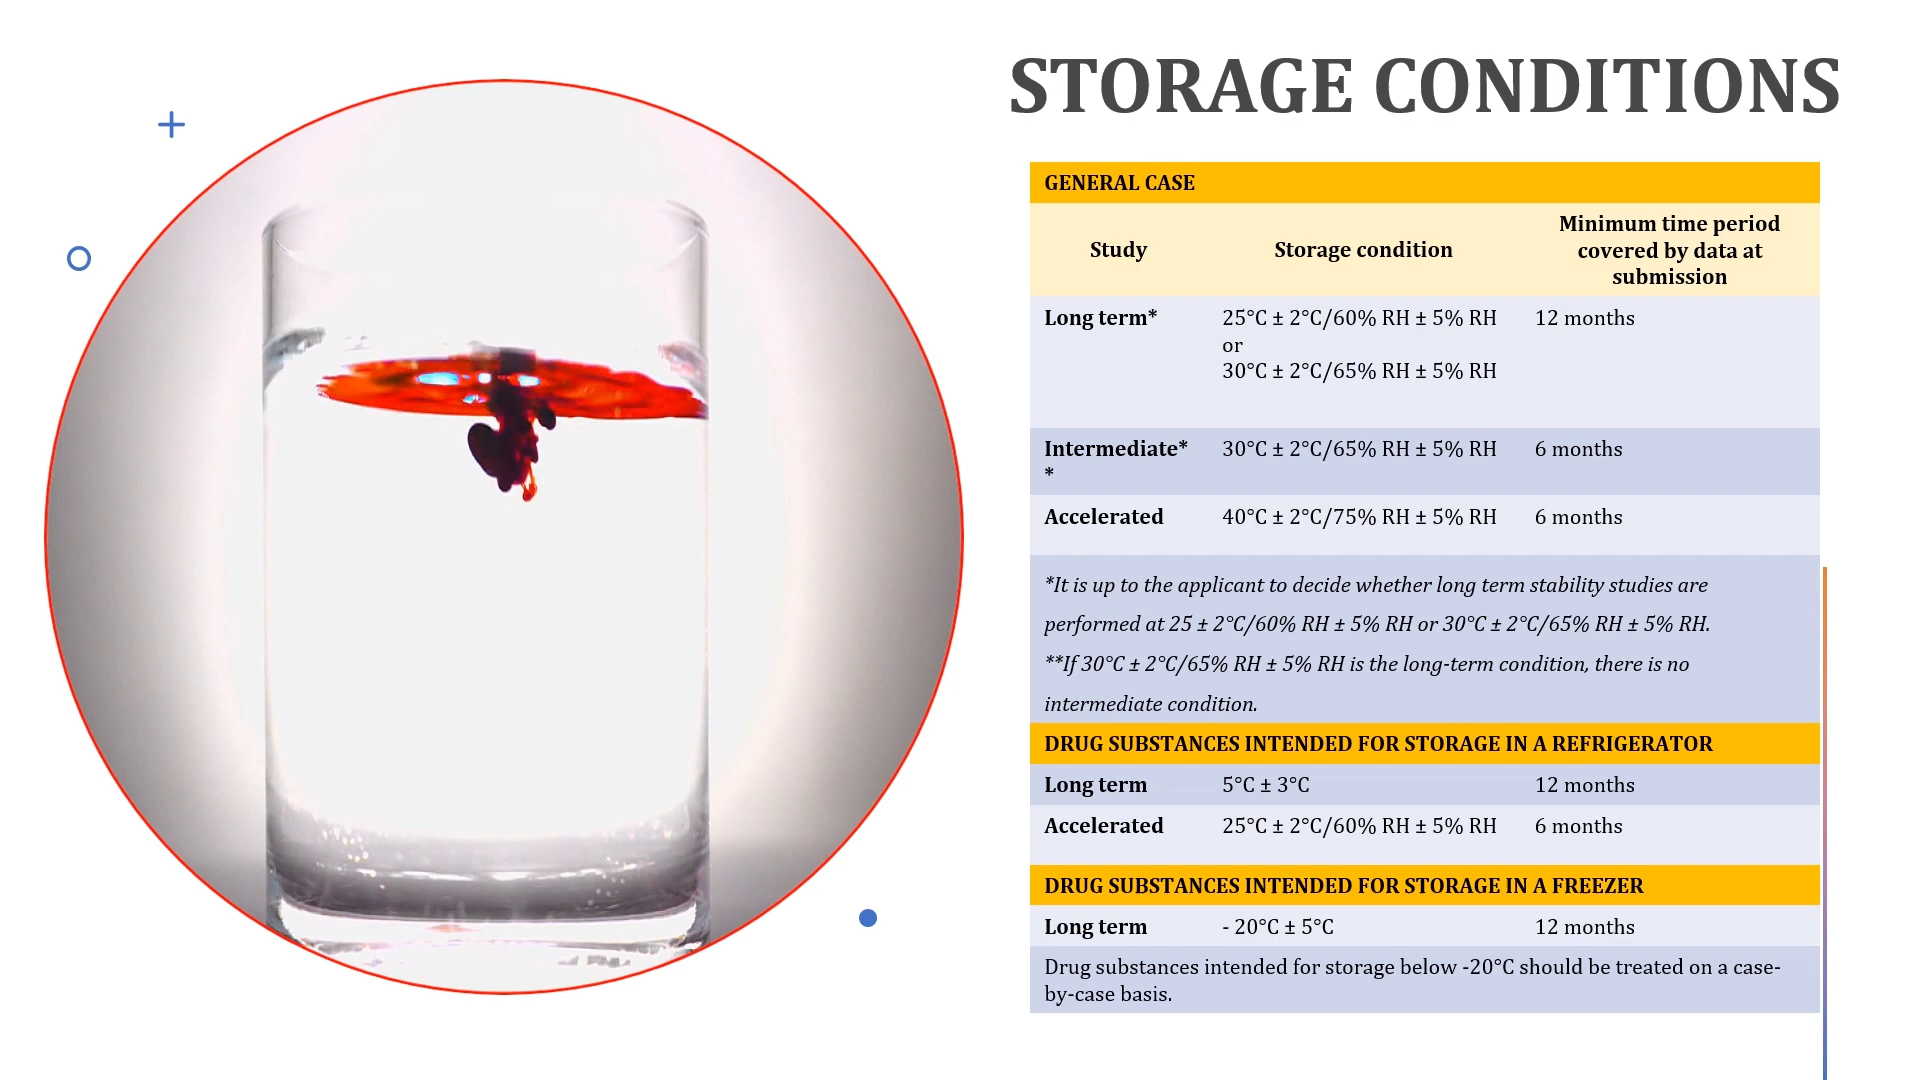 STORAGE CONDITIONS
GENERAL CASE
Study
Storage condition
Minimum time period
covered by data at
submission
Long term*
25°C ± 2°C/60% RH ± 5% RH
or
30°C ± 2°C/65% RH ± 5% RH
12 months
Intermediate*
*
30°C ± 2°C/65% RH ± 5% RH
6 months
Accelerated
40°C ± 2°C/75% RH ± 5% RH
6 months
*It is up to the applicant to decide whether long term stability studies are
performed at 25 ± 2°C/60% RH ± 5% RH or 30°C ± 2°C/65% RH ± 5% RH.
**If 30°C ± 2°C/65% RH ± 5% RH is the long-term condition, there is no
intermediate condition.
DRUG SUBSTANCES INTENDED FOR STORAGE IN A REFRIGERATOR
Long term
5°C ± 3°C
12 months
Accelerated
25°C ± 2°C/60% RH ± 5% RH
6 months
DRUG SUBSTANCES INTENDED FOR STORAGE IN A FREEZER
Long term
- 20°C ± 5°C
12 months
Drug substances intended for storage below -20°C should be treated on a case-
by-case basis.